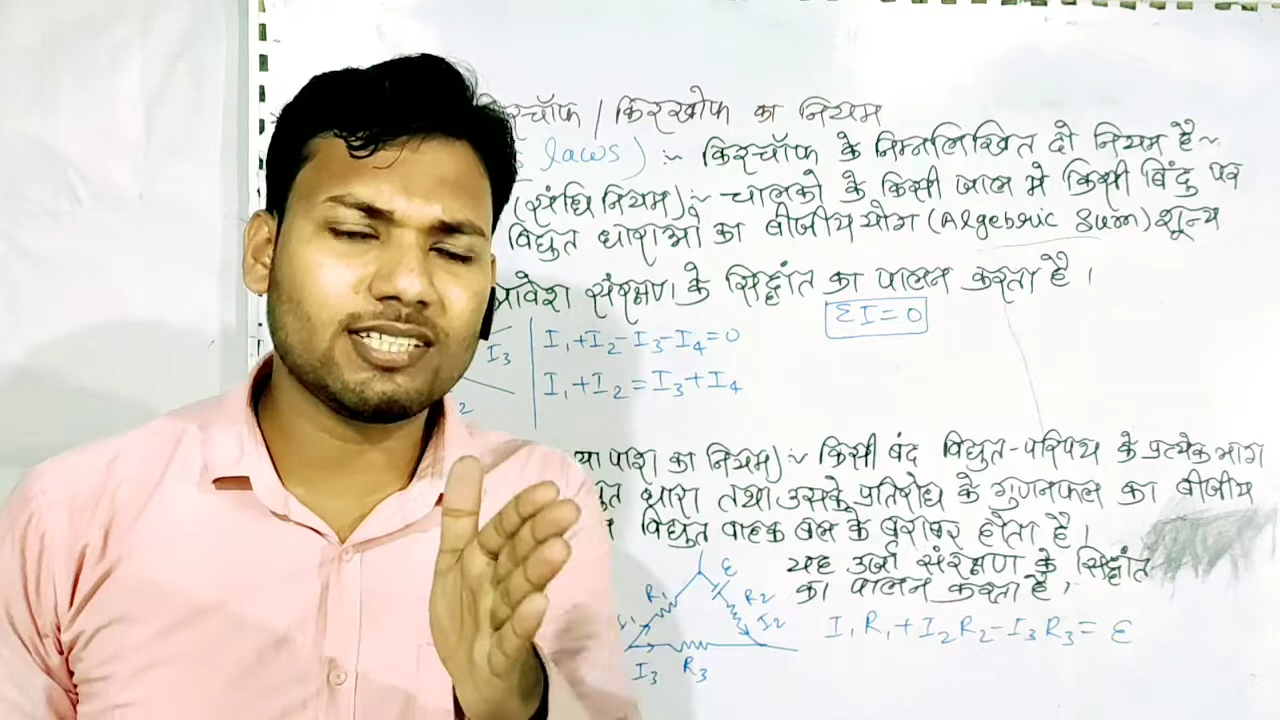 किरचॉफ / किरखोफ का नियम
laws) :~ किरचॉफ के निम्नलिखित दो नियम है~
(संधि नियम) :~ चालको के किसी जाल मे किसी बिंदु पर
विद्युत धाराओ का बीजीय योग (Algebraic Sum) शून्य
आवेश संरक्षण के सिद्धांत का पालन करता है।
ΣI=0
I₃
I₁+I₂-I₃-I₄=0
I₁+I₂=I₃+I₄
2
या पाश का नियम) :~ किसी बंद विद्युत-परिपथ के प्रत्येक भाग
धारा तथा उसके प्रतिरोध के गुणनफल का बीजीय
विद्युत वाहक बल के बराबर होता है।
यह उर्जा संरक्षण के सिद्धांत
का पालन करता है।
ε
R₁
R₂
I₂
I₁R₁+I₂R₂-I₃R₃=ε
I₃
R₃